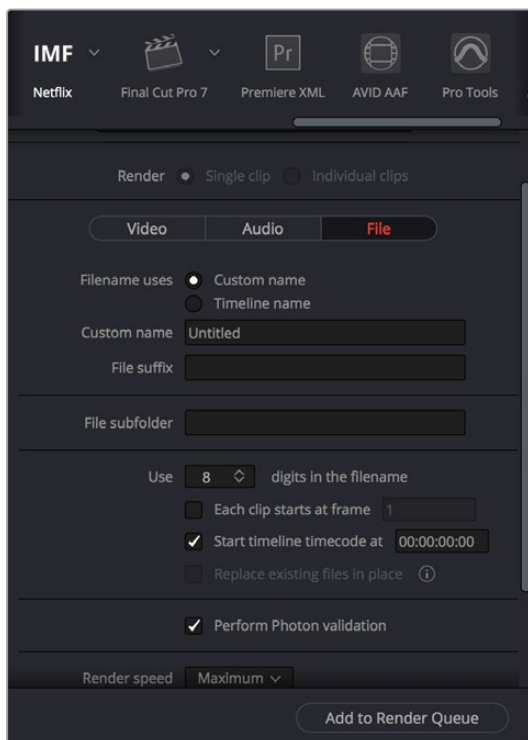 IMF
Pr
Netflix Final Cut Pro 7 Premiere XML AVID AAF Pro Tools
Render Single clip Individual clips
Video Audio File
Filename uses Custom name
Timeline name
Custom name Untitled
File suffix
File subfolder
Use 8 digits in the filename
Each clip starts at frame 1
Start timeline timecode at 00:00:00:00
Replace existing files in place
Perform Photon validation
Render speed Maximum
Add to Render Queue